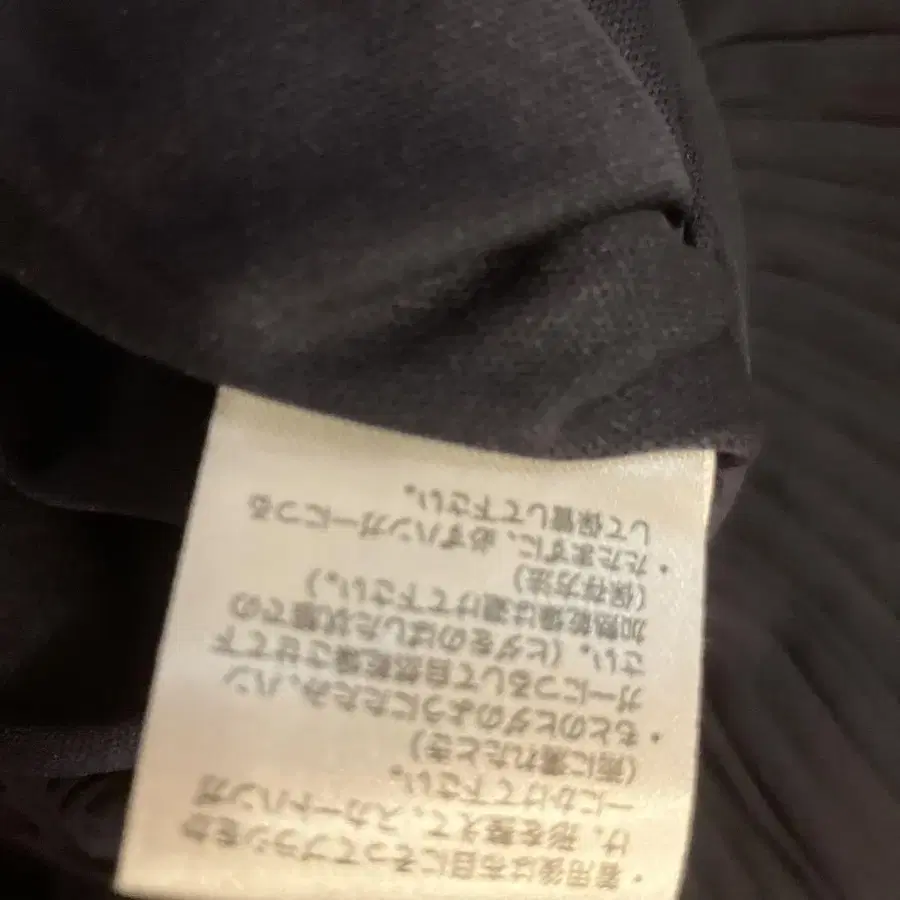 ・着用後は布目にそってブラシをか
け、形を整えて、スカートハンガ
ーにかけて下さい。
(雨に濡れたとき)
・もとのヒダのようにたたみ、ハン
ガーにつるして自然乾燥させて下
さい。(ヒダをのばした状態での
加熱乾燥は避けて下さい。)
(保存方法)
・たたまずに、必ずハンガーにつる
して保管して下さい。